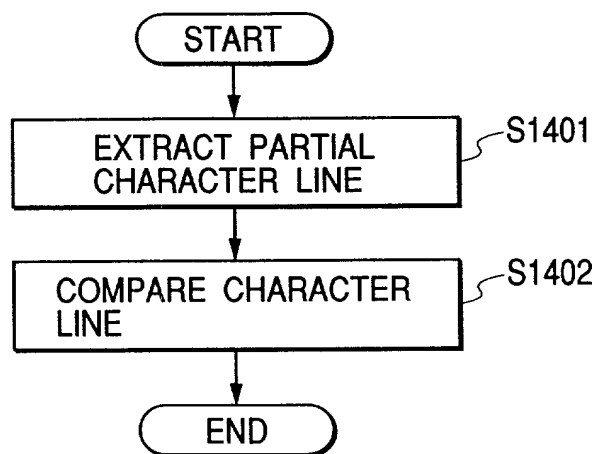 START
EXTRACT PARTIAL
CHARACTER LINE
S1401
COMPARE CHARACTER
LINE
S1402
END